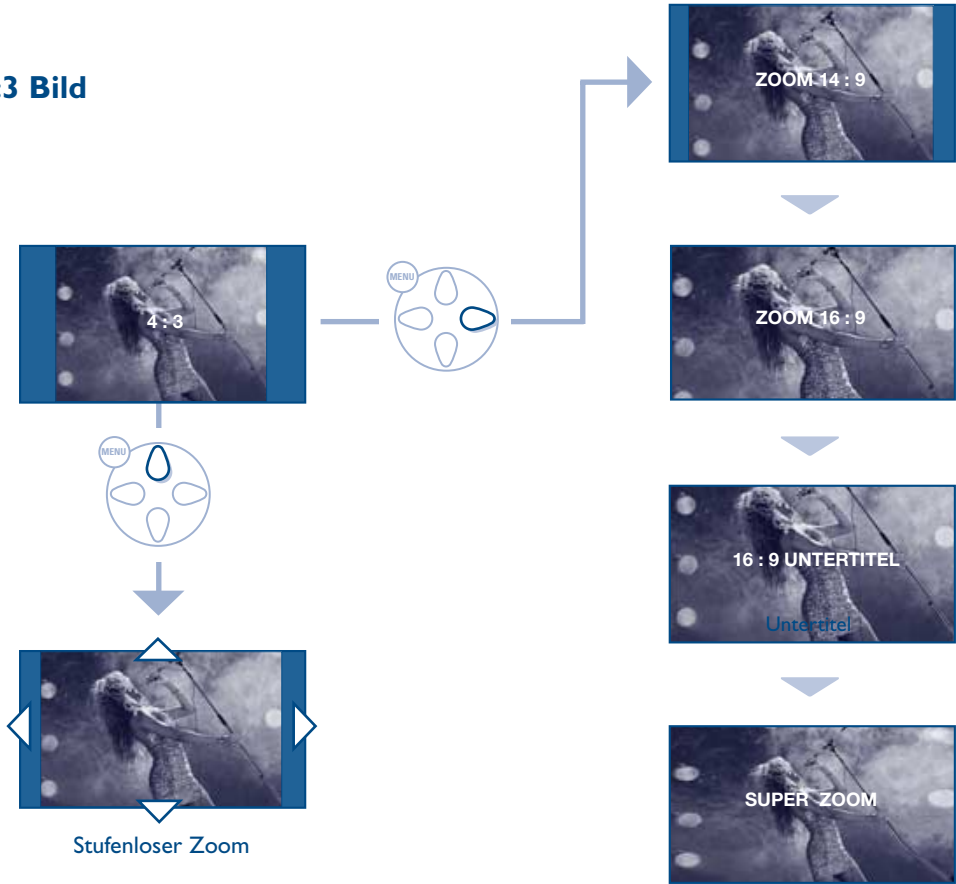 :3 Bild
ZOOM 14 : 9
4 : 3
MENU
ZOOM 16 : 9
MENU
16 : 9 UNTERTITEL
Untertitel
Stufenloser Zoom
SUPER ZOOM